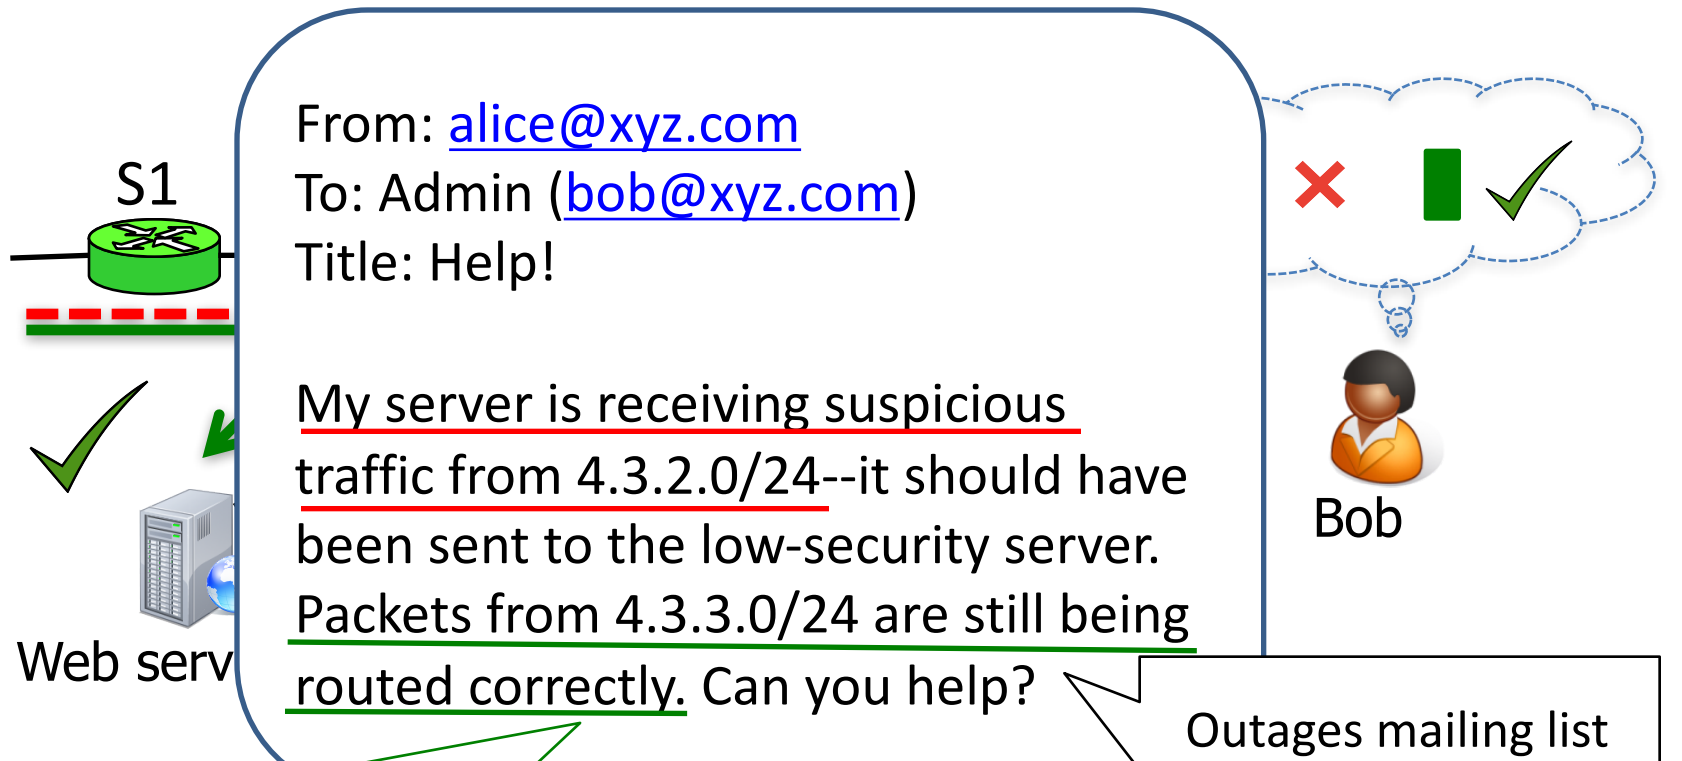 From: alice@xyz.com
To: Admin (bob@xyz.com)
Title: Help!
My server is receiving suspicious
traffic from 4.3.2.0/24--it should have
been sent to the low-security server.
Packets from 4.3.3.0/24 are still being
routed correctly. Can you help?
S1
Web serv
Bob
Outages mailing list